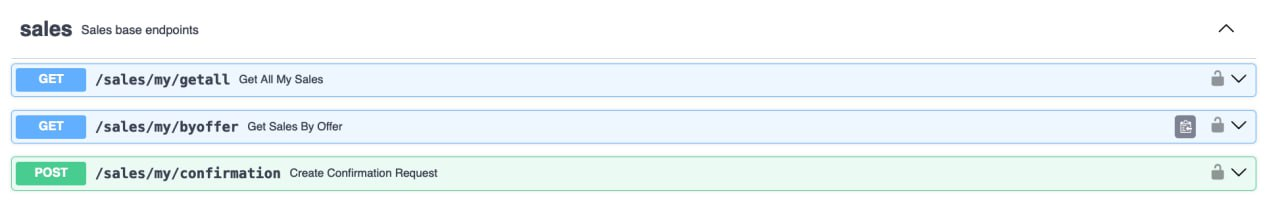 sales Sales base endpoints
GET /sales/my/getall Get All My Sales
GET /sales/my/byoffer Get Sales By Offer
POST /sales/my/confirmation Create Confirmation Request